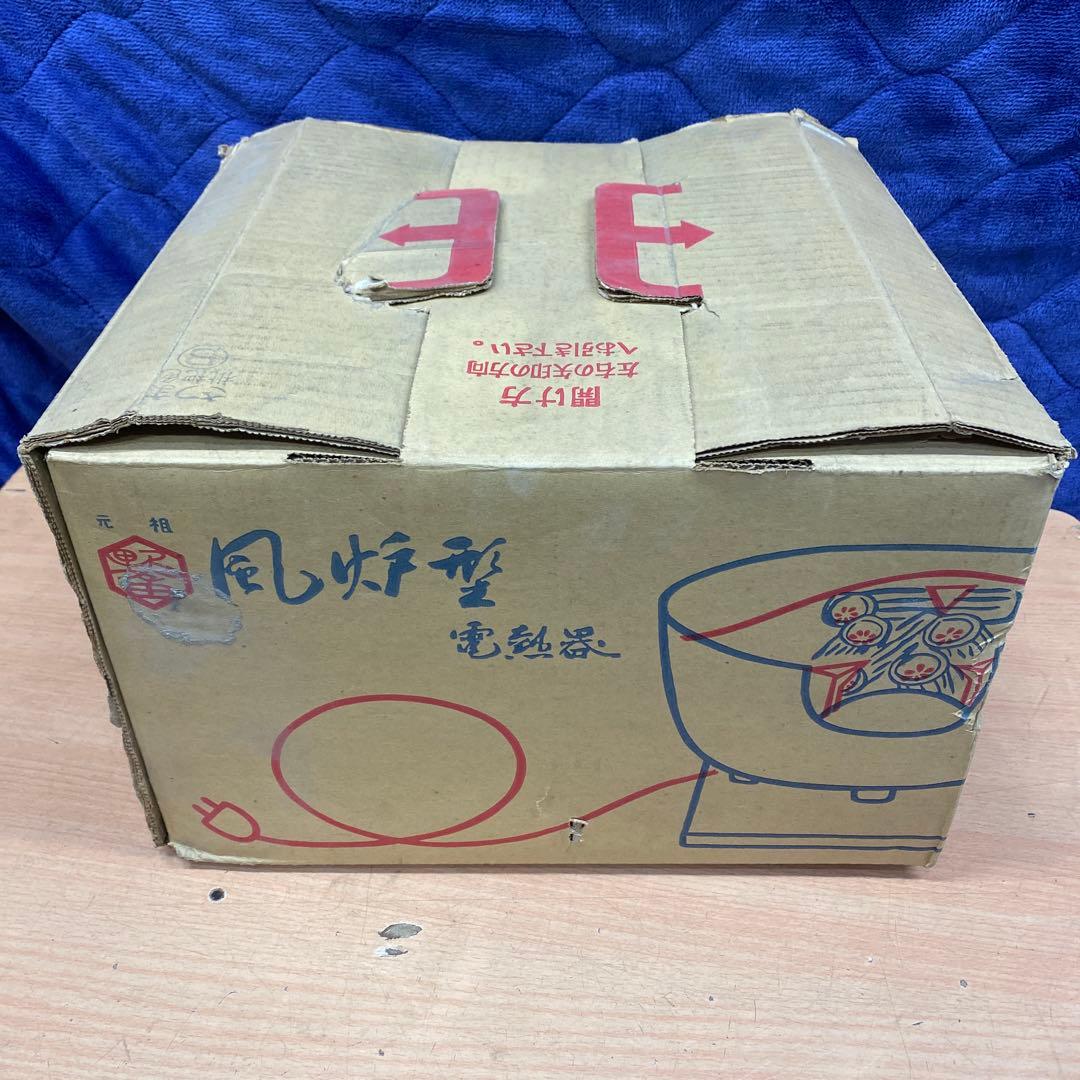 開け方
左右の矢印の方向
へお引き下さい。
元祖
風炉型
電熱器